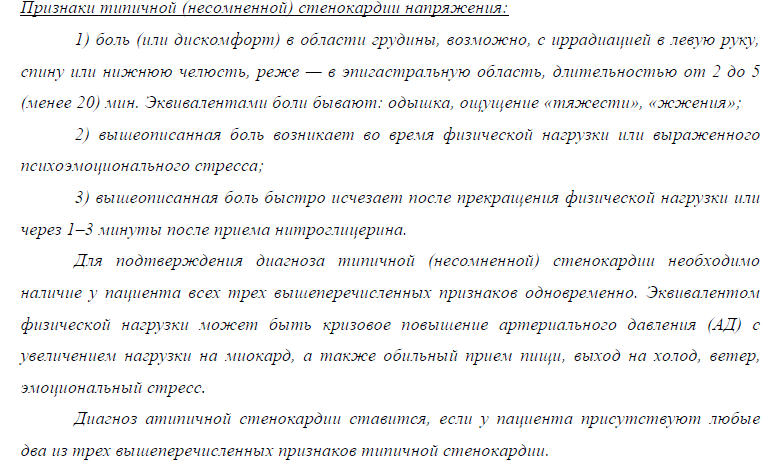 Признаки типичной (несомненной) стенокардии напряжения:
1) боль (или дискомфорт) в области грудины, возможно, с иррадиацией в левую руку,
спину или нижнюю челюсть, реже — в эпигастральную область, длительностью от 2 до 5
(менее 20) мин. Эквивалентами боли бывают: одышка, ощущение «тяжести», «жжения»;
2) вышеописанная боль возникает во время физической нагрузки или выраженного
психоэмоционального стресса;
3) вышеописанная боль быстро исчезает после прекращения физической нагрузки или
через 1–3 минуты после приема нитроглицерина.
Для подтверждения диагноза типичной (несомненной) стенокардии необходимо
наличие у пациента всех трех вышеперечисленных признаков одновременно. Эквивалентом
физической нагрузки может быть кризовое повышение артериального давления (АД) с
увеличением нагрузки на миокард, а также обильный прием пищи, выход на холод, ветер,
эмоциональный стресс.
Диагноз атипичной стенокардии ставится, если у пациента присутствуют любые
два из трех вышеперечисленных признаков типичной стенокардии.